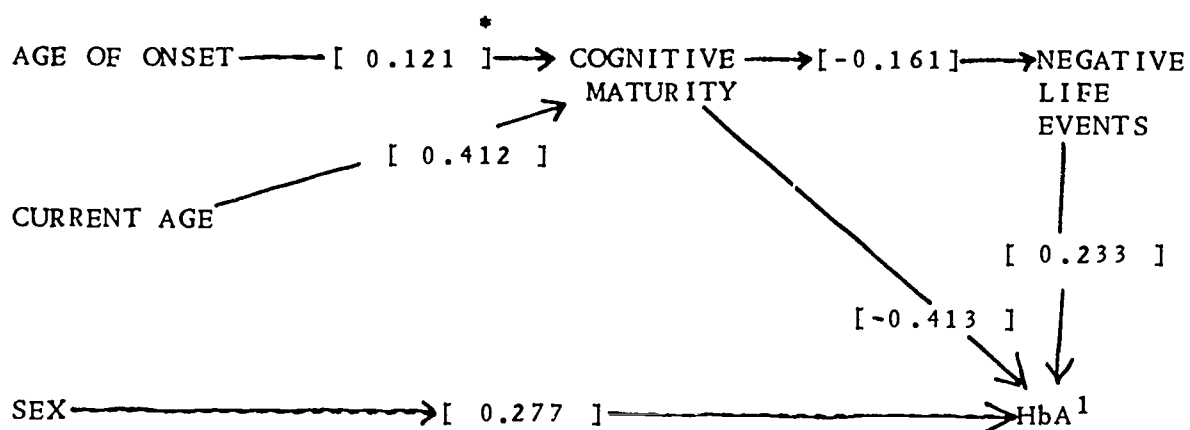 *
AGE OF ONSET [ 0.121 ] COGNITIVE [-0.161] NEGATIVE
MATURITY LIFE
EVENTS
[ 0.412 ]
CURRENT AGE
[ 0.233 ]
[-0.413 ]
SEX [ 0.277 ] HbA1